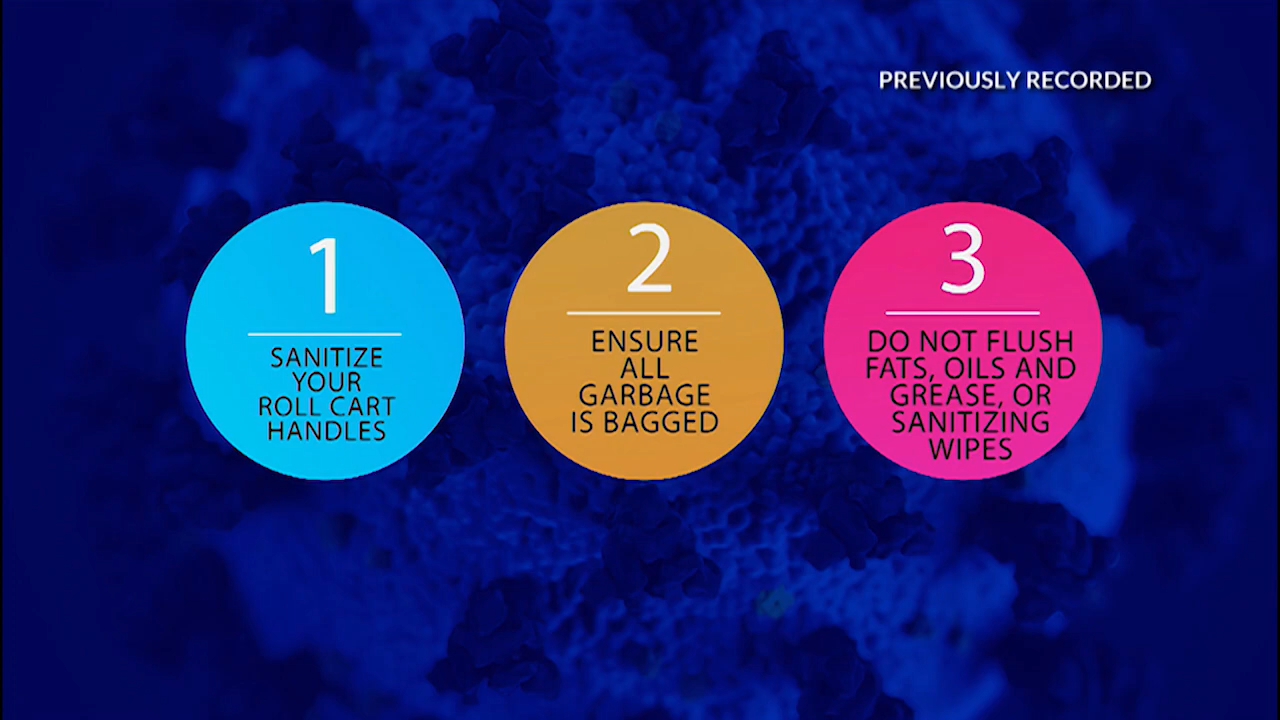 PREVIOUSLY RECORDED
1
SANITIZE
YOUR
ROLL CART
HANDLES
2
ENSURE
ALL
GARBAGE
IS BAGGED
3
DO NOT FLUSH
FATS, OILS AND
GREASE, OR
SANITIZING
WIPES